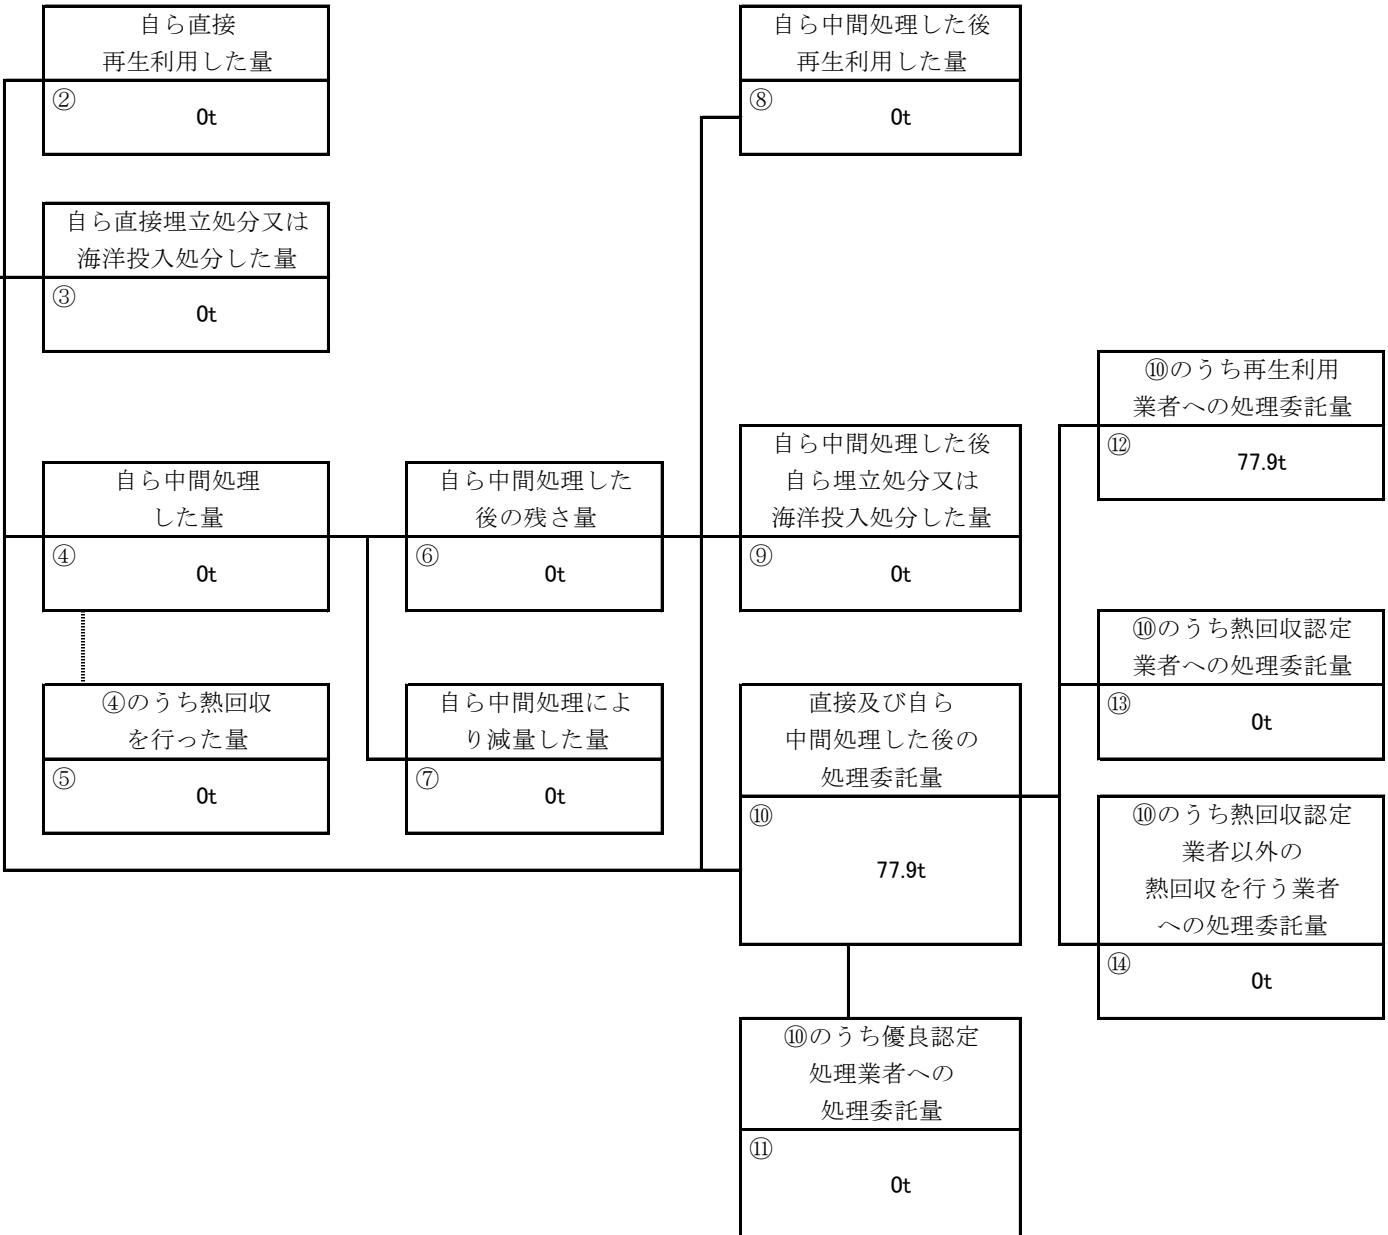 自ら直接
再生利用した量
②
0t
自ら中間処理した後
再生利用した量
⑧
0t
自ら直接埋立処分又は
海洋投入処分した量
③
0t
⑩のうち再生利用
業者への処理委託量
⑫
77.9t
自ら中間処理
した量
④
0t
自ら中間処理した
後の残さ量
⑥
0t
自ら中間処理した後
自ら埋立処分又は
海洋投入処分した量
⑨
0t
⑩のうち熱回収認定
業者への処理委託量
⑬
0t
④のうち熱回収
を行った量
⑤
0t
自ら中間処理によ
り減量した量
⑦
0t
直接及び自ら
中間処理した後の
処理委託量
⑩
77.9t
⑩のうち熱回収認定
業者以外の
熱回収を行う業者
への処理委託量
⑭
0t
⑩のうち優良認定
処理業者への
処理委託量
⑪
0t